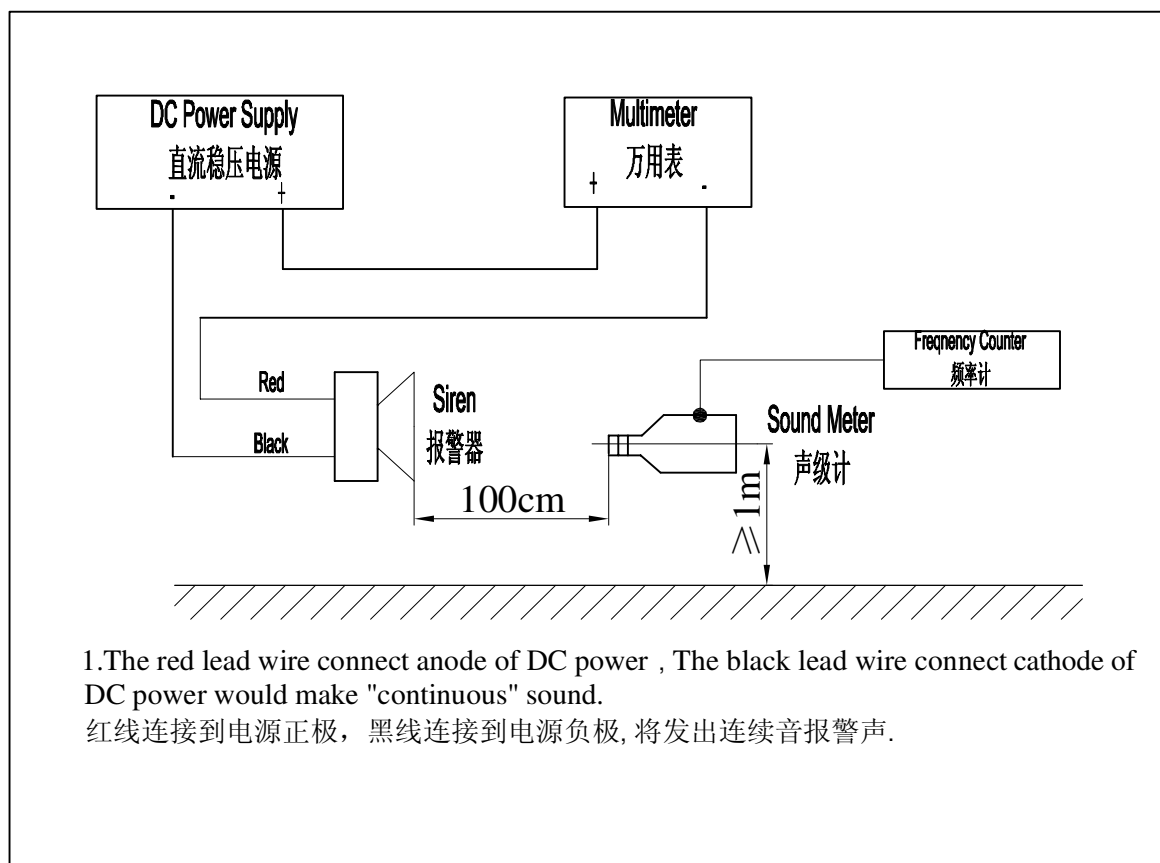 DC Power Supply
直流稳压电源
- +
Multimeter
万用表
+ -
Freqnency Counter
频率计
Red
Siren
报警器
Black
Sound Meter
声级计
100cm
≥1m
1.The red lead wire connect anode of DC power , The black lead wire connect cathode of
DC power would make "continuous" sound.
红线连接到电源正极，黑线连接到电源负极, 将发出连续音报警声.